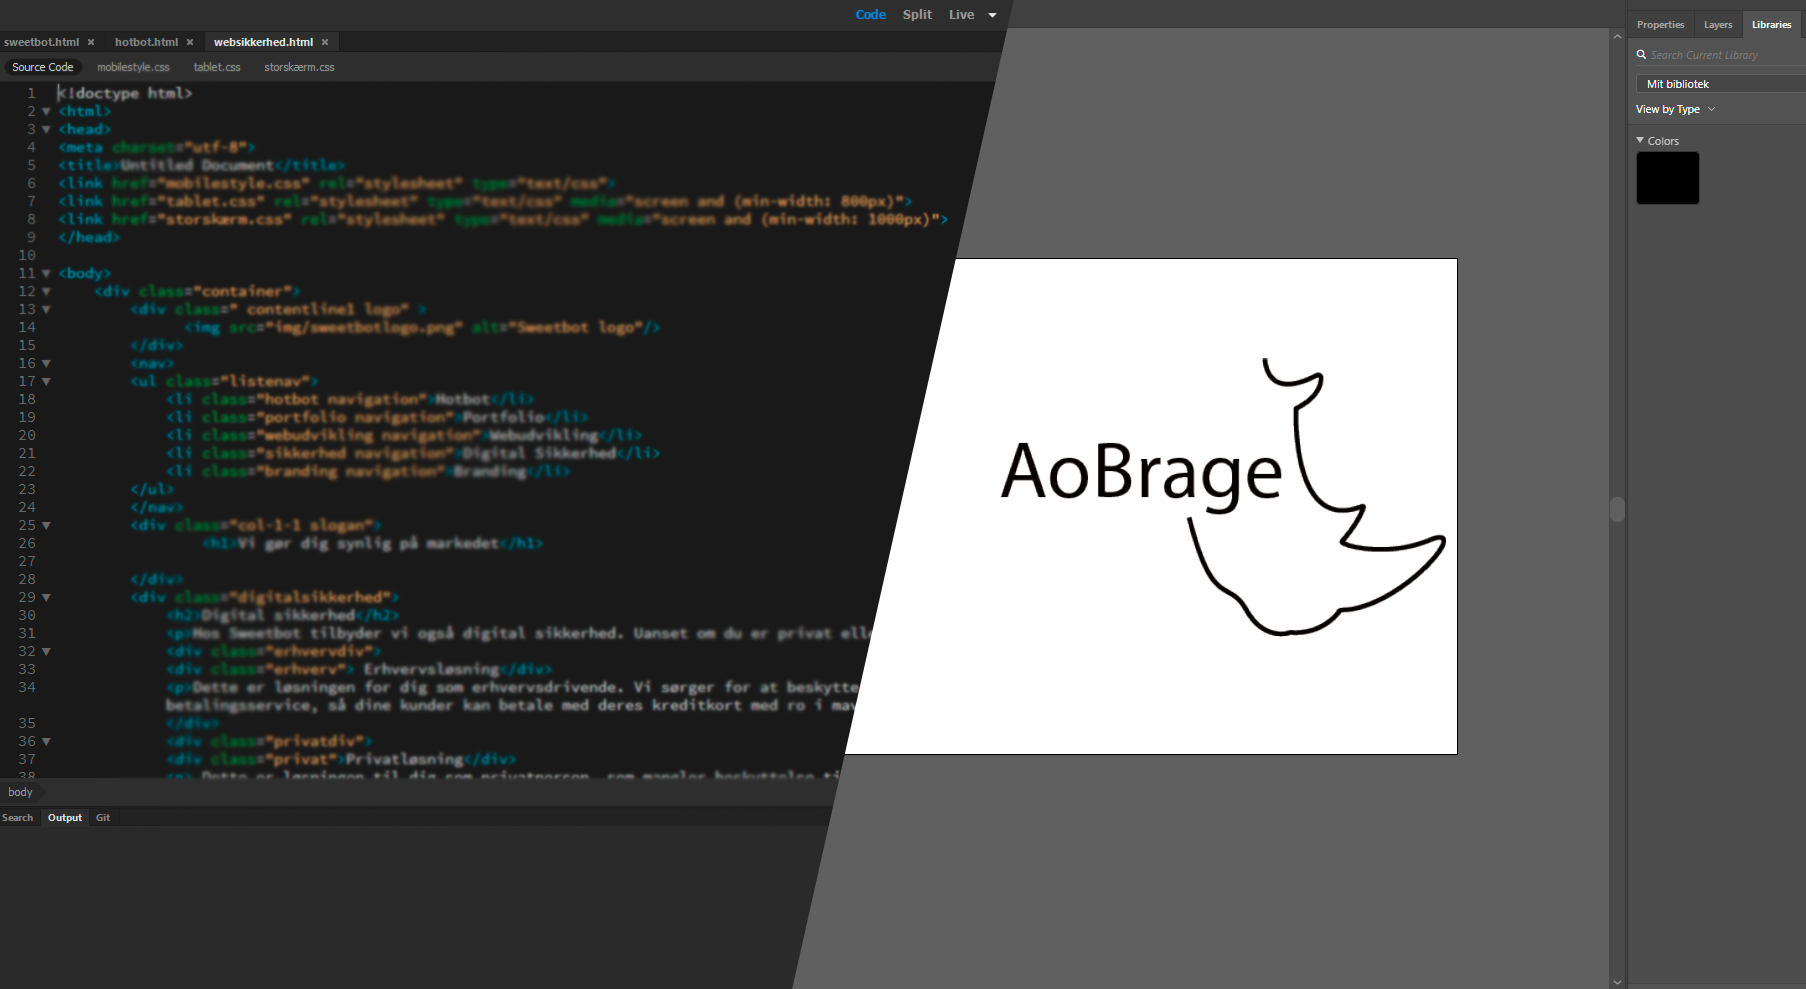 Code Split Live
sweetbot.html × hotbot.html × websikkerhed.html ×
Source Code mobilestyle.css tablet.css storskærm.css
1 <!doctype html>
2 <html>
3 <head>
4 <meta charset="utf-8">
5 <title>Untitled Document</title>
6 <link href="mobilestyle.css" rel="stylesheet" type="text/css">
7 <link href="tablet.css" rel="stylesheet" type="text/css" media="screen and (min-width: 800px)">
8 <link href="storskærm.css" rel="stylesheet" type="text/css" media="screen and (min-width: 1000px)">
9 </head>
10
11 <body>
12 <div class="container">
13 <div class=" contentline1 logo" >
14 <img src="img/sweetbotlogo.png" alt="Sweetbot logo"/>
15 </div>
16 <nav>
17 <ul class="listenav">
18 <li class="hotbot navigation">Hotbot</li>
19 <li class="portfolio navigation">Portfolio</li>
20 <li class="webudvikling navigation">Webudvikling</li>
21 <li class="sikkerhed navigation">Digital Sikkerhed</li>
22 <li class="branding navigation">Branding</li>
23 </ul>
24 </nav>
25 <div class="col-1-1 slogan">
26 <h1>Vi gør dig synlig på markedet</h1>
27
28 </div>
29 <div class="digitalsikkerhed">
30 <h2>Digital sikkerhed</h2>
31 <p>Hos Sweetbot tilbyder vi også digital sikkerhed. Uanset om du er privat elle
32 <div class="erhvervdiv">
33 <div class="erhverv"> Erhvervsløsning</div>
34 <p>Dette er løsningen for dig som erhvervsdrivende. Vi sørger for at beskytte
betalingsservice, så dine kunder kan betale med deres kreditkort med ro i mav
35 </div>
36 <div class="privatdiv">
37 <div class="privat">Privatløsning</div>
38 <p> Dette er løsningen til dig som privatperson, som mangler beskyttelse ti
body
Search Output Git
AoBrage
Properties Layers Libraries
Search Current Library
Mit bibliotek
View by Type
Colors